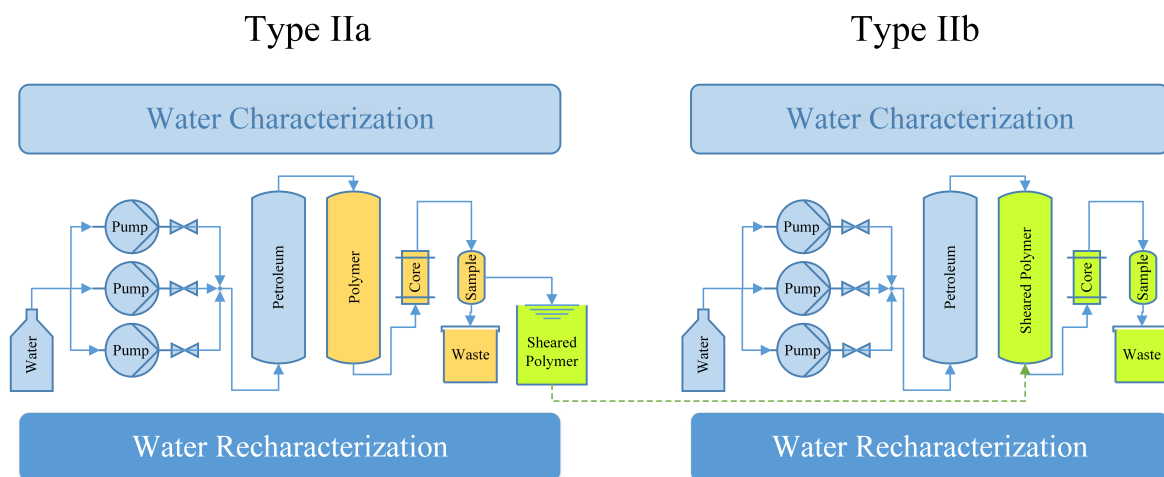 Type IIa
Type IIb
Water Characterization
Water Characterization
Pump
Pump
Pump
Water
Petroleum
Polymer
Core
Sample
Waste
Sheared
Polymer
Pump
Pump
Pump
Water
Petroleum
Sheared Polymer
Core
Sample
Waste
Water Recharacterization
Water Recharacterization